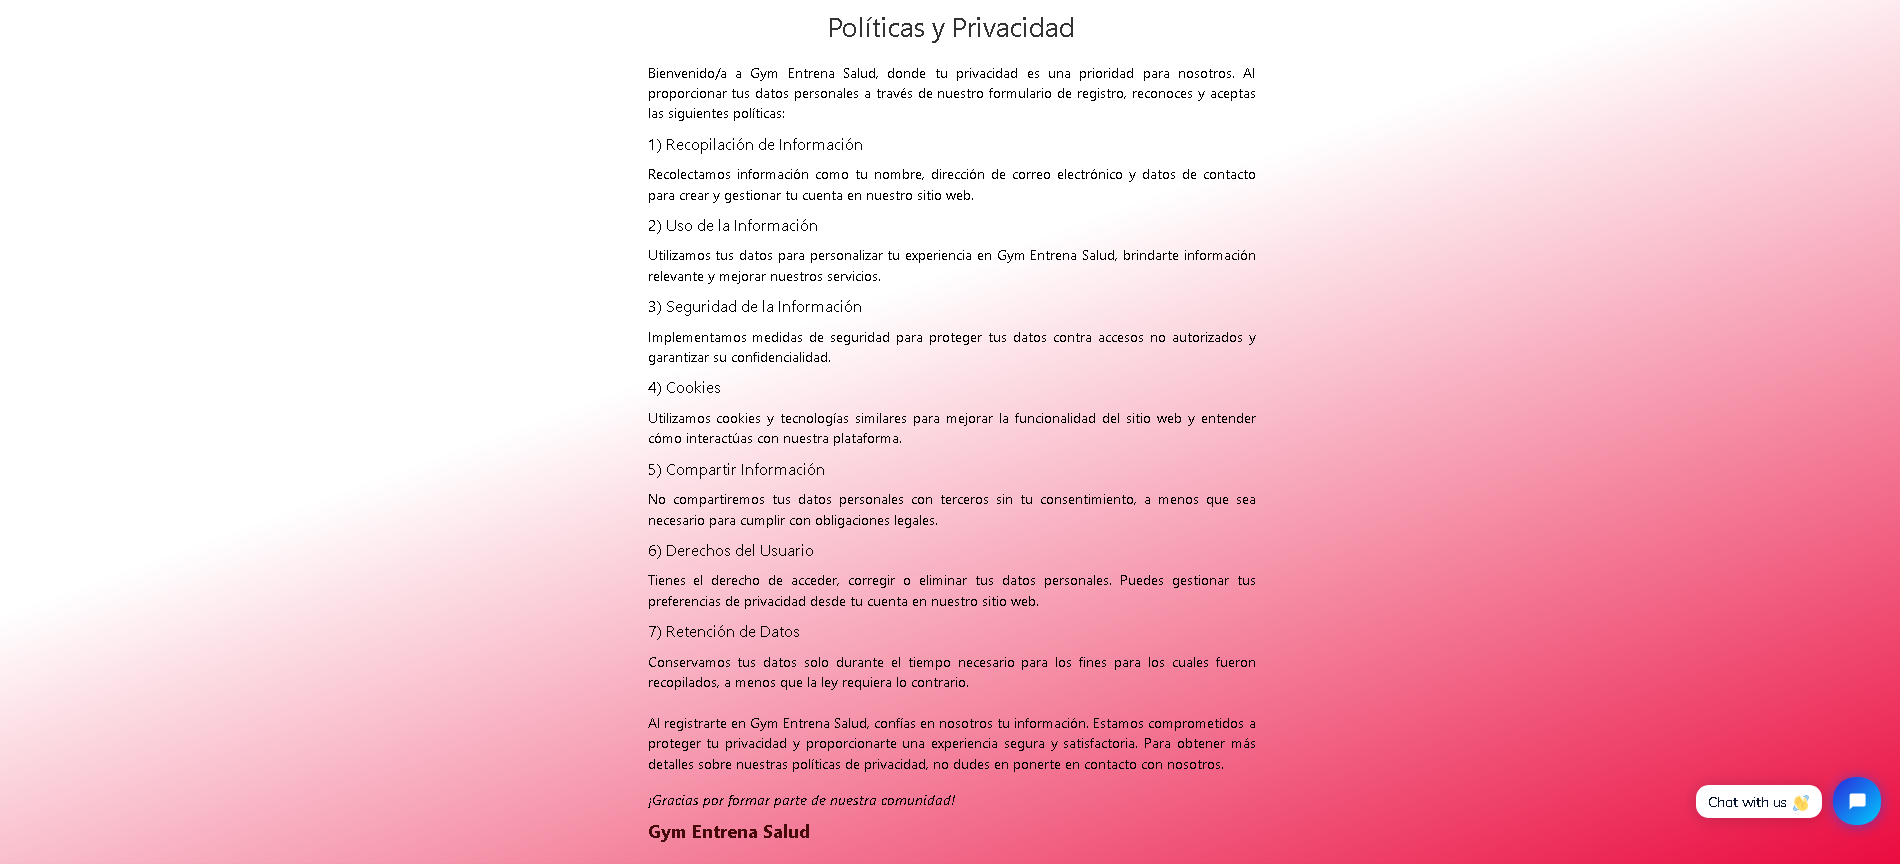 Políticas y Privacidad
Bienvenido/a a Gym Entrena Salud, donde tu privacidad es una prioridad para nosotros. Al
proporcionar tus datos personales a través de nuestro formulario de registro, reconoces y aceptas
las siguientes políticas:
1) Recopilación de Información
Recolectamos información como tu nombre, dirección de correo electrónico y datos de contacto
para crear y gestionar tu cuenta en nuestro sitio web.
2) Uso de la Información
Utilizamos tus datos para personalizar tu experiencia en Gym Entrena Salud, brindarte información
relevante y mejorar nuestros servicios.
3) Seguridad de la Información
Implementamos medidas de seguridad para proteger tus datos contra accesos no autorizados y
garantizar su confidencialidad.
4) Cookies
Utilizamos cookies y tecnologías similares para mejorar la funcionalidad del sitio web y entender
cómo interactúas con nuestra plataforma.
5) Compartir Información
No compartiremos tus datos personales con terceros sin tu consentimiento, a menos que sea
necesario para cumplir con obligaciones legales.
6) Derechos del Usuario
Tienes el derecho de acceder, corregir o eliminar tus datos personales. Puedes gestionar tus
preferencias de privacidad desde tu cuenta en nuestro sitio web.
7) Retención de Datos
Conservamos tus datos solo durante el tiempo necesario para los fines para los cuales fueron
recopilados, a menos que la ley requiera lo contrario.
Al registrarte en Gym Entrena Salud, confías en nosotros tu información. Estamos comprometidos a
proteger tu privacidad y proporcionarte una experiencia segura y satisfactoria. Para obtener más
detalles sobre nuestras políticas de privacidad, no dudes en ponerte en contacto con nosotros.
¡Gracias por formar parte de nuestra comunidad!
Gym Entrena Salud
Chat with us 👋